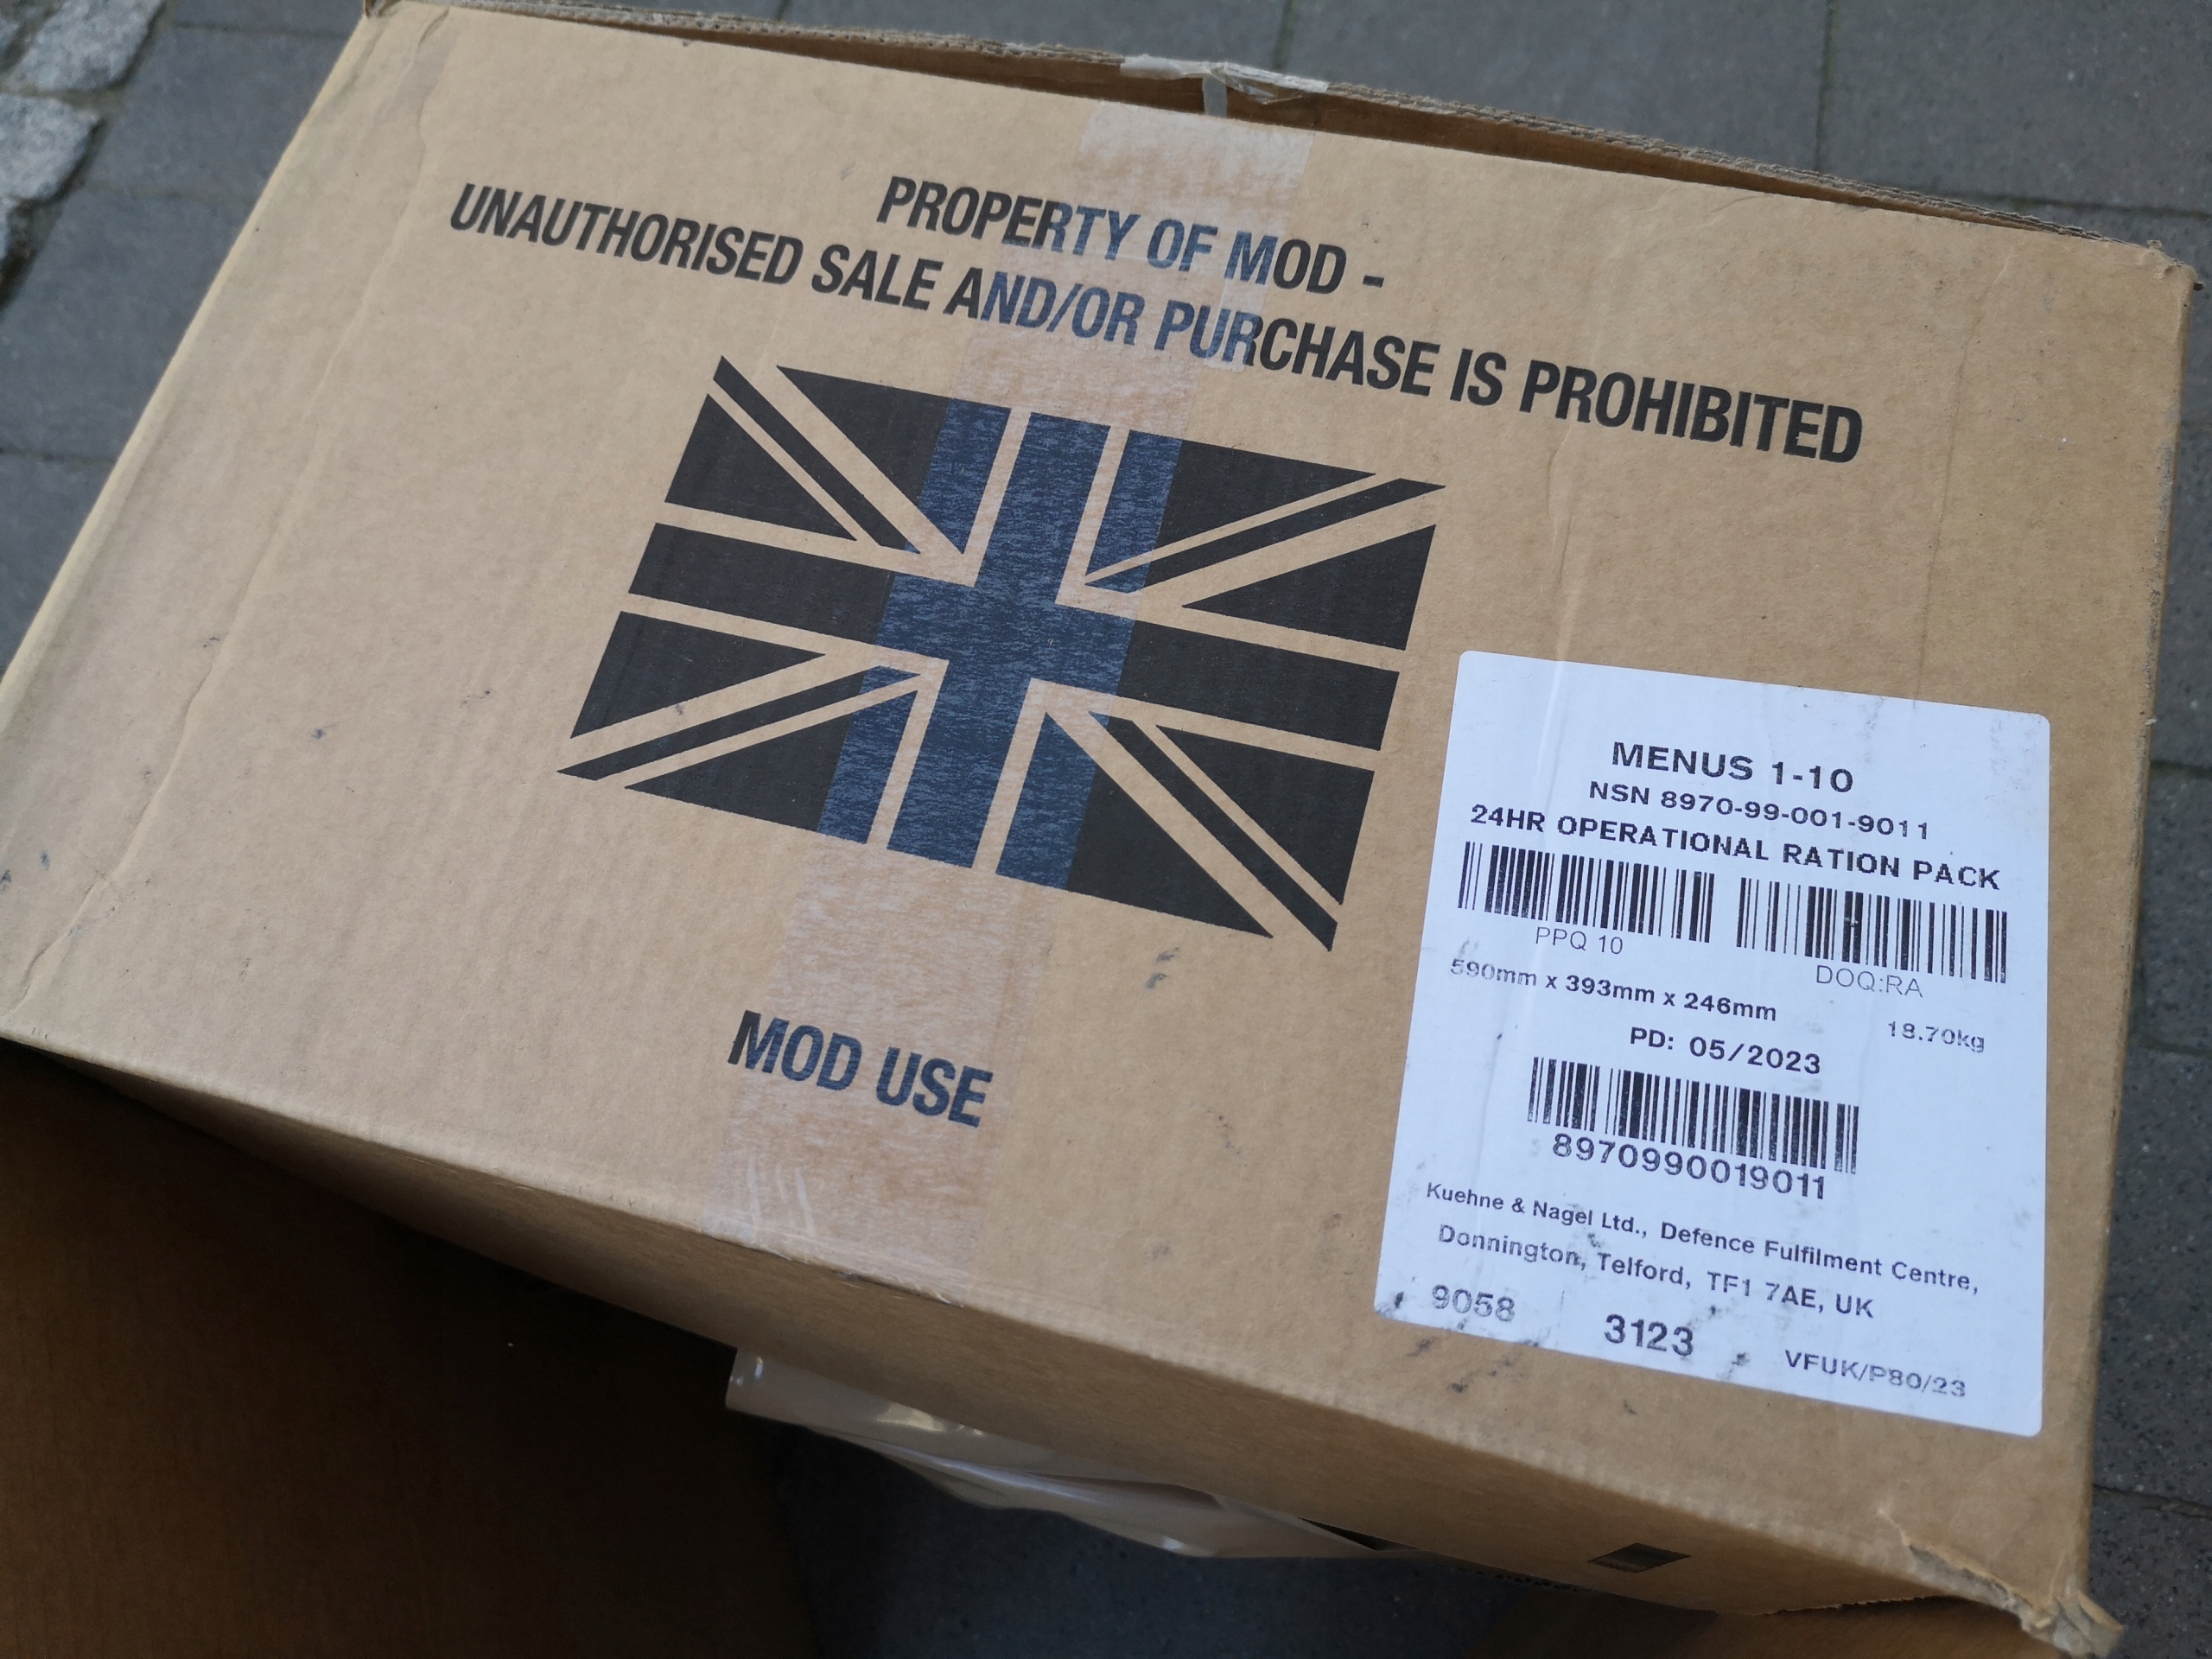 PROPERTY OF MOD -
UNAUTHORISED SALE AND/OR PURCHASE IS PROHIBITED
MOD USE
MENUS 1-10
NSN 8970-99-001-9011
24HR OPERATIONAL RATION PACK
PPQ 10
DOQ:RA
590mm x 393mm x 246mm
18.70kg
PD: 05/2023
8970990019011
Kuehne & Nagel Ltd., Defence Fulfilment Centre,
Donnington, Telford, TF1 7AE, UK
9058 3123 VFUK/P80/23